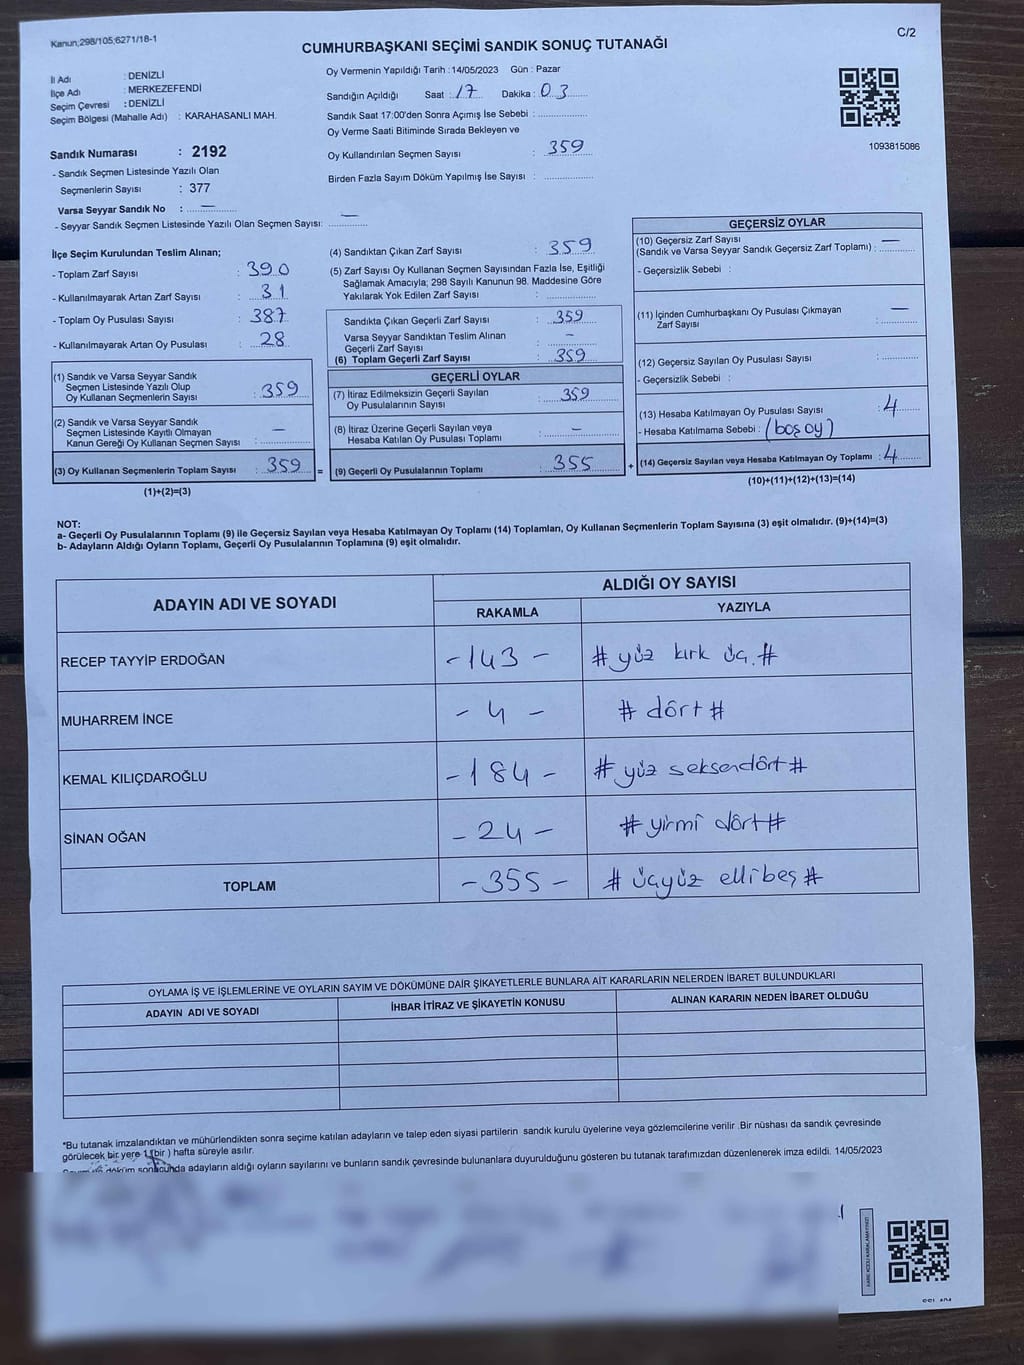 Kanun;298/105;6271/18-1
C/2
CUMHURBAŞKANI SEÇİMİ SANDIK SONUÇ TUTANAĞI
İl Adı : DENİZLİ
İlçe Adı : MERKEZEFENDİ
Seçim Çevresi : DENİZLİ
Seçim Bölgesi (Mahalle Adı) : KARAHASANLI MAH.
Sandık Numarası : 2192
- Sandık Seçmen Listesinde Yazılı Olan
Seçmenlerin Sayısı : 377
Varsa Seyyar Sandık No : —
- Seyyar Sandık Seçmen Listesinde Yazılı Olan Seçmen Sayısı: —
Oy Vermenin Yapıldığı Tarih :14/05/2023 Gün : Pazar
Sandığın Açıldığı Saat : 17 Dakika : 03
Sandık Saat 17:00'den Sonra Açımış İse Sebebi :
Oy Verme Saati Bitiminde Sırada Bekleyen ve
Oy Kullandırılan Seçmen Sayısı : 359
Birden Fazla Sayım Döküm Yapılmış İse Sayısı :
1093815086
İlçe Seçim Kurulundan Teslim Alınan;
- Toplam Zarf Sayısı : 390
- Kullanılmayarak Artan Zarf Sayısı : 31
- Toplam Oy Pusulası Sayısı : 387
- Kullanılmayarak Artan Oy Pusulası : 28
(1) Sandık ve Varsa Seyyar Sandık
Seçmen Listesinde Yazılı Olup
Oy Kullanan Seçmenlerin Sayısı : 359
(2) Sandık ve Varsa Seyyar Sandık
Seçmen Listesinde Kayıtlı Olmayan
Kanun Gereği Oy Kullanan Seçmen Sayısı : —
(3) Oy Kullanan Seçmenlerin Toplam Sayısı : 359 =
(1)+(2)=(3)
(4) Sandıktan Çıkan Zarf Sayısı : 359
(5) Zarf Sayısı Oy Kullanan Seçmen Sayısından Fazla İse, Eşitliği
Sağlamak Amacıyla; 298 Sayılı Kanunun 98. Maddesine Göre
Yakılarak Yok Edilen Zarf Sayısı :
Sandıkta Çıkan Geçerli Zarf Sayısı : 359
Varsa Seyyar Sandıktan Teslim Alınan
Geçerli Zarf Sayısı : —
(6) Toplam Geçerli Zarf Sayısı : 359
GEÇERLİ OYLAR
(7) İtiraz Edilmeksizin Geçerli Sayılan
Oy Pusulalarının Sayısı : 359
(8) İtiraz Üzerine Geçerli Sayılan veya
Hesaba Katılan Oy Pusulası Toplamı : —
(9) Geçerli Oy Pusulalarının Toplamı : 355 +
GEÇERSİZ OYLAR
(10) Geçersiz Zarf Sayısı
(Sandık ve Varsa Seyyar Sandık Geçersiz Zarf Toplamı) : —
- Geçersizlik Sebebi :
(11) İçinden Cumhurbaşkanı Oy Pusulası Çıkmayan
Zarf Sayısı : —
(12) Geçersiz Sayılan Oy Pusulası Sayısı :
- Geçersizlik Sebebi :
(13) Hesaba Katılmayan Oy Pusulası Sayısı : 4
- Hesaba Katılmama Sebebi : (boş oy)
(14) Geçersiz Sayılan veya Hesaba Katılmayan Oy Toplamı : 4
(10)+(11)+(12)+(13)=(14)
NOT:
a- Geçerli Oy Pusulalarının Toplamı (9) ile Geçersiz Sayılan veya Hesaba Katılmayan Oy Toplamı (14) Toplamları, Oy Kullanan Seçmenlerin Toplam Sayısına (3) eşit olmalıdır. (9)+(14)=(3)
b- Adayların Aldığı Oyların Toplamı, Geçerli Oy Pusulalarının Toplamına (9) eşit olmalıdır.
ADAYIN ADI VE SOYADI
ALDIĞI OY SAYISI
RAKAMLA YAZIYLA
RECEP TAYYİP ERDOĞAN -143- # yüz kırk üç. #
MUHARREM İNCE -4- # dört #
KEMAL KILIÇDAROĞLU -184- # yüz seksendört #
SİNAN OĞAN -24- # yirmi dört #
TOPLAM -355- # üçyüz ellibeş #
OYLAMA İŞ VE İŞLEMLERİNE VE OYLARIN SAYIM VE DÖKÜMÜNE DAİR ŞİKAYETLERLE BUNLARA AİT KARARLARIN NELERDEN İBARET BULUNDUKLARI
ADAYIN ADI VE SOYADI İHBAR İTİRAZ VE ŞİKAYETİN KONUSU ALINAN KARARIN NEDEN İBARET OLDUĞU
*Bu tutanak imzalandıktan ve mühürlendikten sonra seçime katılan adayların ve talep eden siyasi partilerin sandık kurulu üyelerine veya gözlemcilerine verilir .Bir nüshası da sandık çevresinde
görülecek bir yere 1 (bir ) hafta süreyle asılır.
döküm sonucunda adayların aldığı oyların sayılarını ve bunların sandık çevresinde bulunanlara duyurulduğunu gösteren bu tutanak tarafımızdan düzenlenerek imza edildi. 14/05/2023